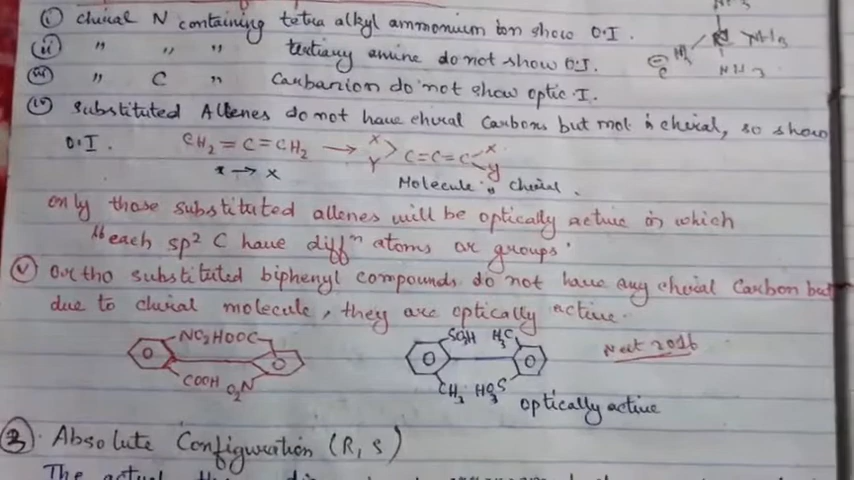 (i) chiral N containing tetra alkyl ammonium ion show O.I.
(ii) " " " tertiary amine do not show O.I.
(iii) " C " Carbanion do not show optic. I.
(iv) Substituted Allenes do not have chiral Carbons but mol. is chiral, so show
O.I. CH2=C=CH2 → X Y > C=C=C < X y
x → X Molecule is chiral.
only those substituted allenes will be optically active in which
"each sp² C have diffⁿ atoms or groups"
(v) Ortho substituted biphenyl compounds do not have any chiral Carbon but
due to chiral molecule, they are optically active.
NO2 HOOC SO3H H3C Neet 2016
COOH O2N CH3 HO3S optically active
(3). Absolute Configuration (R, S)
The actual